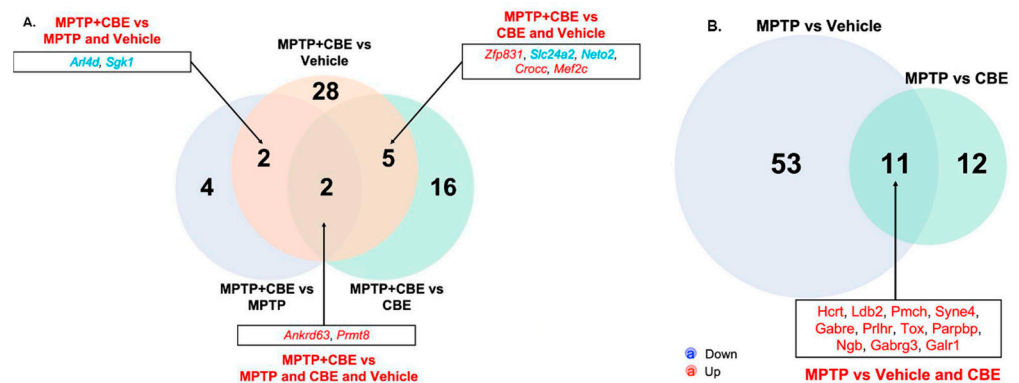 A.
MPTP+CBE vs
MPTP and Vehicle
Arl4d, Sgk1
MPTP+CBE vs
Vehicle
MPTP+CBE vs
CBE and Vehicle
Zfp831, Slc24a2, Neto2,
Crocc, Mef2c
28
2
5
4
2
16
MPTP+CBE vs
MPTP
MPTP+CBE vs
CBE
Ankrd63, Prmt8
MPTP+CBE vs
MPTP and CBE and Vehicle
B.
MPTP vs Vehicle
MPTP vs CBE
53
11
12
Hcrt, Ldb2, Pmch, Syne4,
Gabre, Prlhr, Tox, Parpbp,
Ngb, Gabrg3, Galr1
MPTP vs Vehicle and CBE
a Down
a Up